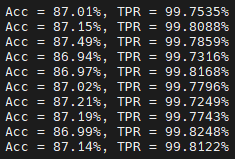 Acc = 87.01%, TPR = 99.7535%
Acc = 87.15%, TPR = 99.8088%
Acc = 87.49%, TPR = 99.7859%
Acc = 86.94%, TPR = 99.7316%
Acc = 86.97%, TPR = 99.8168%
Acc = 87.02%, TPR = 99.7796%
Acc = 87.21%, TPR = 99.7249%
Acc = 87.19%, TPR = 99.7743%
Acc = 86.99%, TPR = 99.8248%
Acc = 87.14%, TPR = 99.8122%